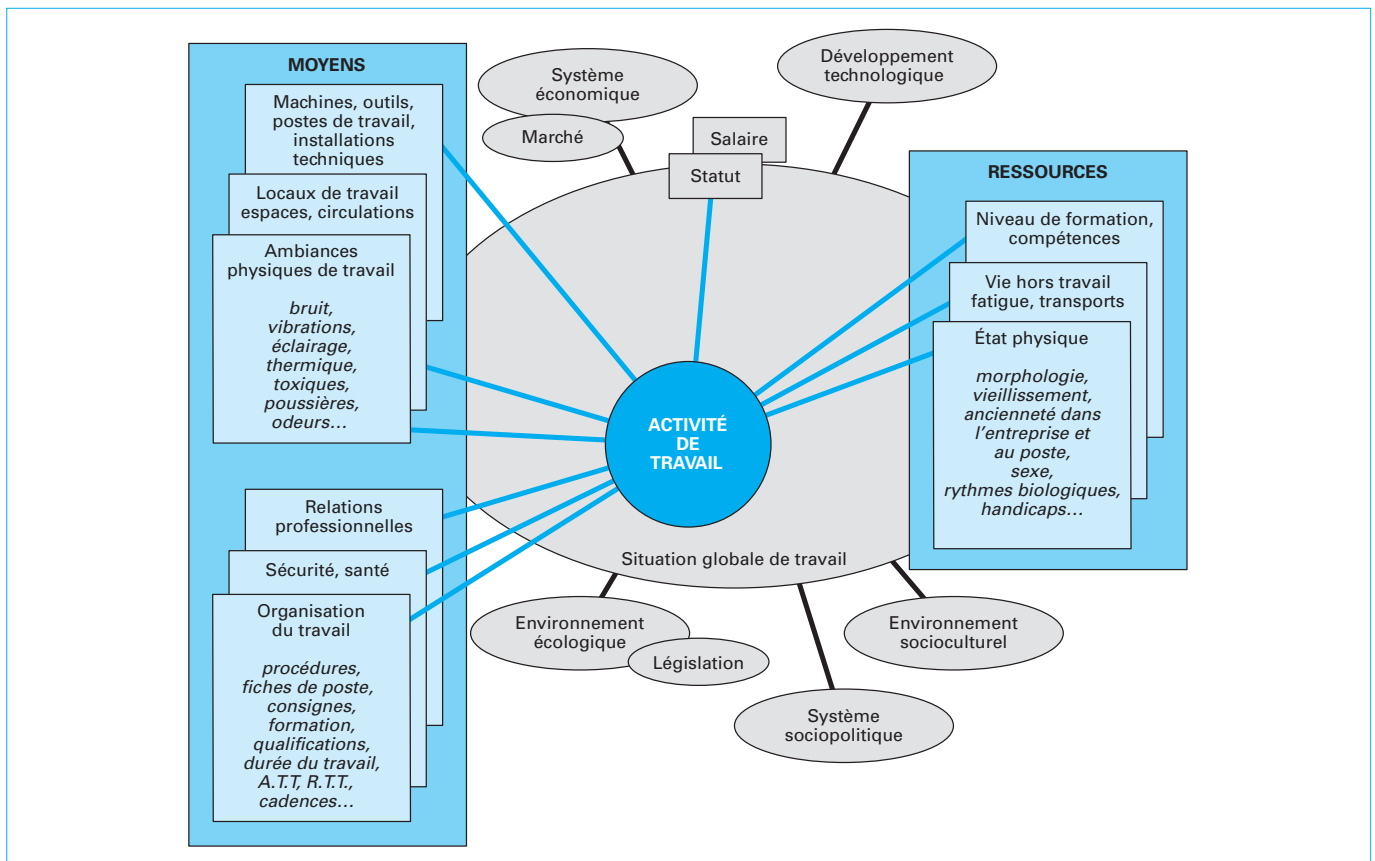 MOYENS
Machines, outils,
postes de travail,
installations
techniques
Locaux de travail
espaces, circulations
Ambiances
physiques de travail
bruit,
vibrations,
éclairage,
thermique,
toxiques,
poussières,
odeurs…
Relations
professionnelles
Sécurité, santé
Organisation
du travail
procédures,
fiches de poste,
consignes,
formation,
qualifications,
durée du travail,
A.T.T, R.T.T.,
cadences…
Système
économique
Marché
Développement
technologique
Salaire
Statut
ACTIVITÉ
DE
TRAVAIL
Situation globale de travail
Environnement
écologique
Législation
Système
sociopolitique
Environnement
socioculturel
RESSOURCES
Niveau de formation,
compétences
Vie hors travail
fatigue, transports
État physique
morphologie,
vieillissement,
ancienneté dans
l'entreprise et
au poste,
sexe,
rythmes biologiques,
handicaps…